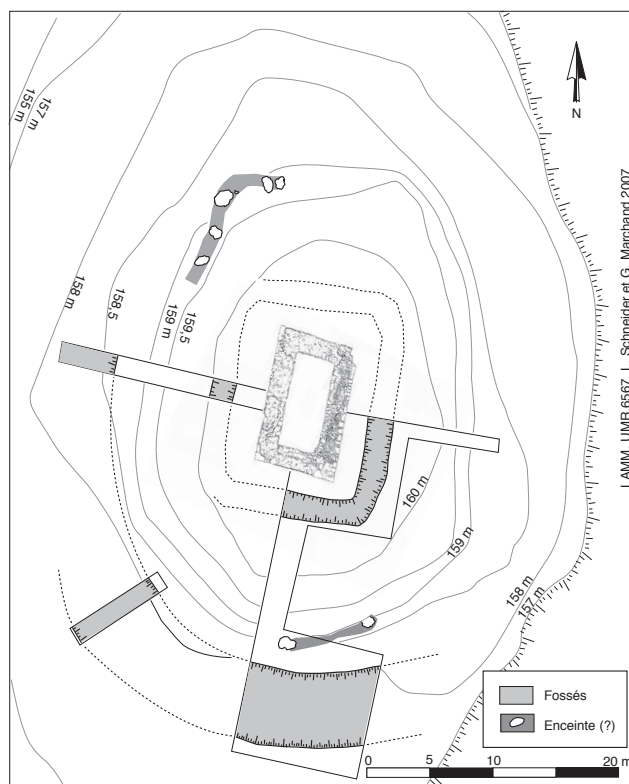 N
155 m
157 m
158 m
158,5
159 m
159,5
160 m
159 m
158 m
157 m
LAMM, UMR 6567, L. Schneider et G. Marchand 2007
Fossés
Enceinte (?)
0 5 10 20 m